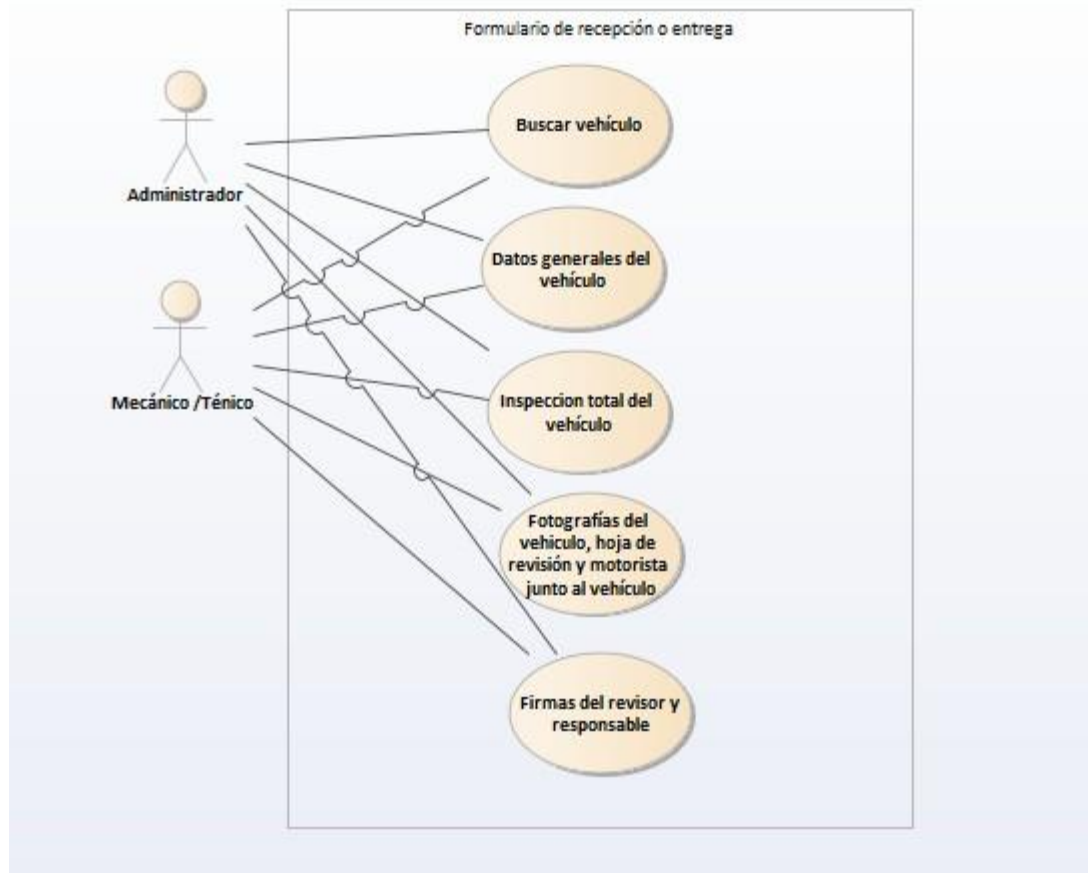 Formulario de recepción o entrega
Buscar vehículo
Administrador
Datos generales del
vehículo
Mecánico /Ténico
Inspeccion total del
vehículo
Fotografías del
vehiculo, hoja de
revisión y motorista
junto al vehículo
Firmas del revisor y
responsable